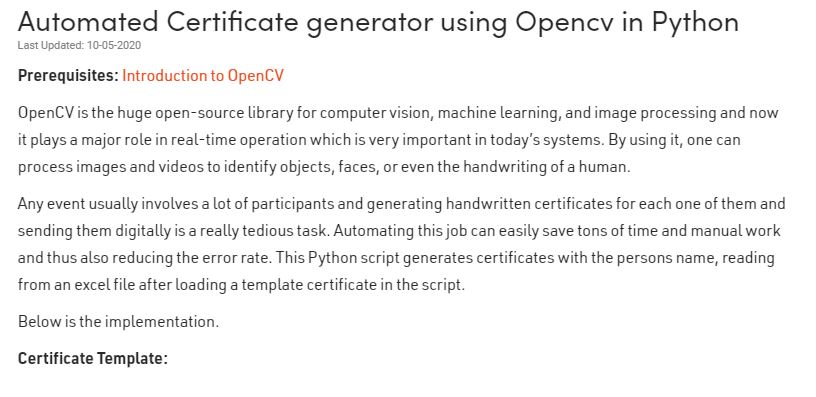 Automated Certificate generator using Opencv in Python
Last Updated: 10-05-2020
Prerequisites: Introduction to OpenCV
OpenCV is the huge open-source library for computer vision, machine learning, and image processing and now
it plays a major role in real-time operation which is very important in today's systems. By using it, one can
process images and videos to identify objects, faces, or even the handwriting of a human.
Any event usually involves a lot of participants and generating handwritten certificates for each one of them and
sending them digitally is a really tedious task. Automating this job can easily save tons of time and manual work
and thus also reducing the error rate. This Python script generates certificates with the persons name, reading
from an excel file after loading a template certificate in the script.
Below is the implementation.
Certificate Template: